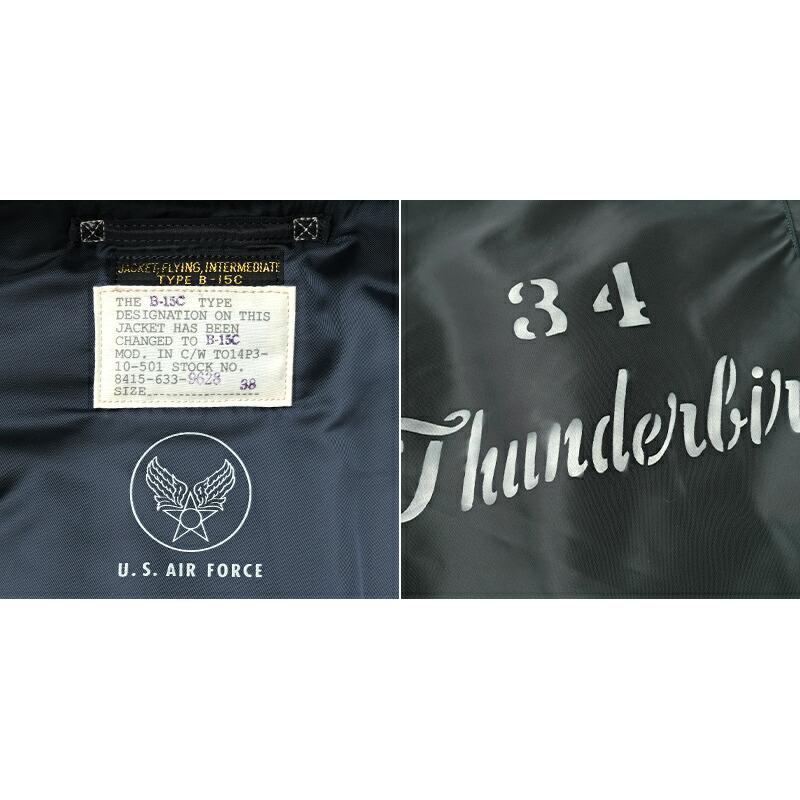 JACKET, FLYING, INTERMEDIATE
TYPE B-15C
THE B-15C TYPE
DESIGNATION ON THIS
JACKET HAS BEEN
CHANGED TO B-15C
MOD. IN C/W TO14P3-
10-501 STOCK NO.
8415-633-9628
SIZE 38
U.S. AIR FORCE
34
Thunderbir